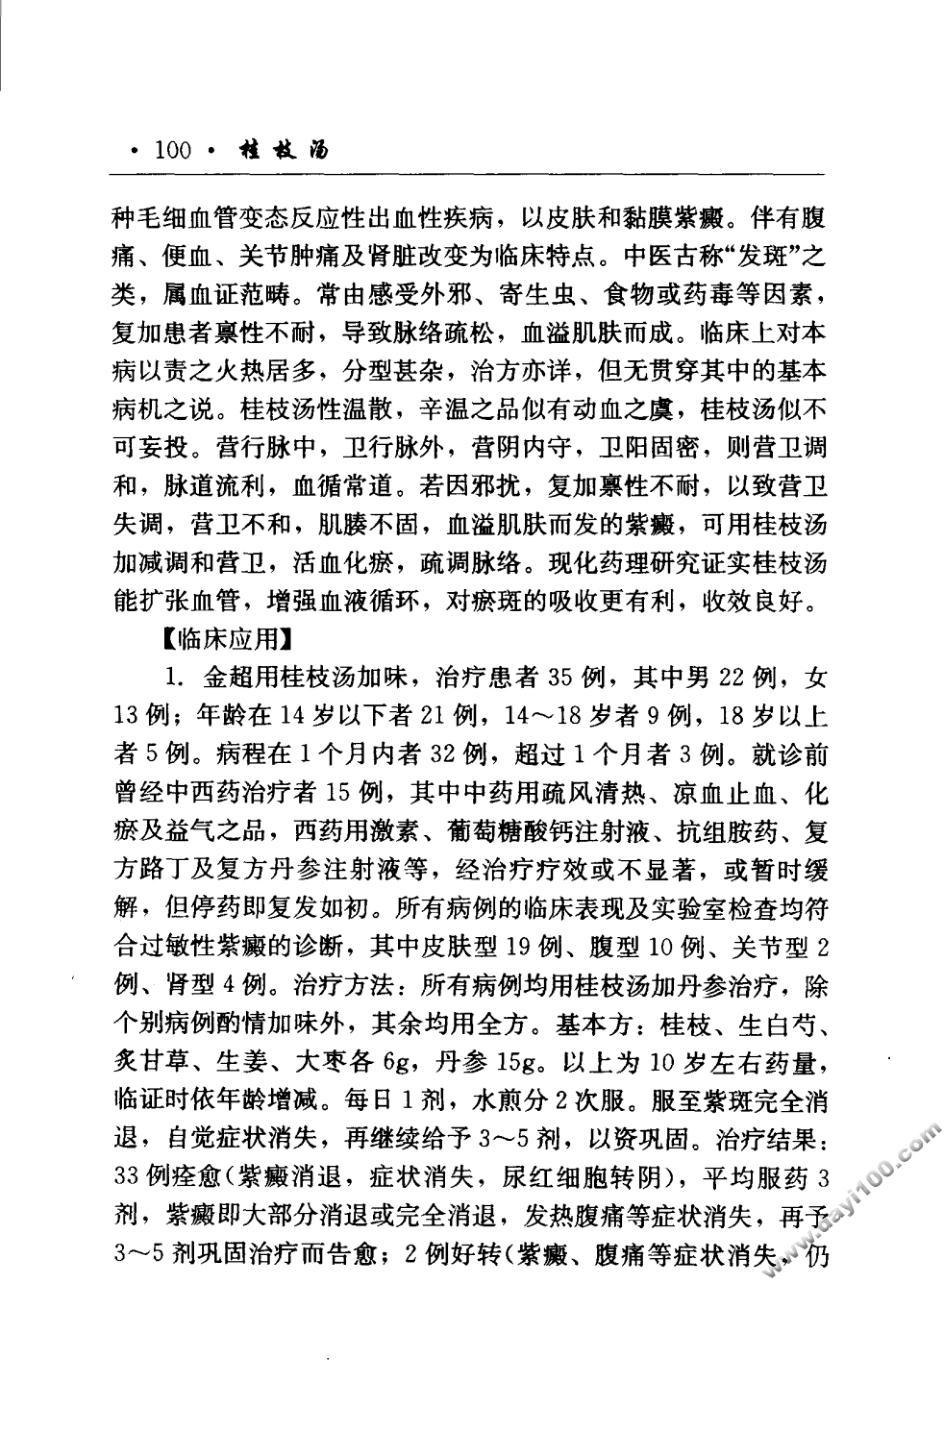 · 100 · 桂枝汤
种毛细血管变态反应性出血性疾病，以皮肤和黏膜紫癜。伴有腹
痛、便血、关节肿痛及肾脏改变为临床特点。中医古称“发斑”之
类，属血证范畴。常由感受外邪、寄生虫、食物或药毒等因素，
复加患者禀性不耐，导致脉络疏松，血溢肌肤而成。临床上对本
病以责之火热居多，分型甚杂，治方亦详，但无贯穿其中的基本
病机之说。桂枝汤性温散，辛温之品似有动血之虞，桂枝汤似不
可妄投。营行脉中，卫行脉外，营阴内守，卫阳固密，则营卫调
和，脉道流利，血循常道。若因邪扰，复加禀性不耐，以致营卫
失调，营卫不和，肌腠不固，血溢肌肤而发的紫癜，可用桂枝汤
加减调和营卫，活血化瘀，疏调脉络。现化药理研究证实桂枝汤
能扩张血管，增强血液循环，对瘀斑的吸收更有利，收效良好。
【临床应用】
1. 金超用桂枝汤加味，治疗患者 35 例，其中男 22 例，女
13 例；年龄在 14 岁以下者 21 例，14～18 岁者 9 例，18 岁以上
者 5 例。病程在 1 个月内者 32 例，超过 1 个月者 3 例。就诊前
曾经中西药治疗者 15 例，其中中药用疏风清热、凉血止血、化
瘀及益气之品，西药用激素、葡萄糖酸钙注射液、抗组胺药、复
方路丁及复方丹参注射液等，经治疗疗效或不显著，或暂时缓
解，但停药即复发如初。所有病例的临床表现及实验室检查均符
合过敏性紫癜的诊断，其中皮肤型 19 例、腹型 10 例、关节型 2
例、肾型 4 例。治疗方法：所有病例均用桂枝汤加丹参治疗，除
个别病例酌情加味外，其余均用全方。基本方：桂枝、生白芍、
炙甘草、生姜、大枣各 6g，丹参 15g。以上为 10 岁左右药量，
临证时依年龄增减。每日 1 剂，水煎分 2 次服。服至紫斑完全消
退，自觉症状消失，再继续给予 3～5 剂，以资巩固。治疗结果：
33 例痊愈（紫癜消退，症状消失，尿红细胞转阴），平均服药 3
剂，紫癜即大部分消退或完全消退，发热腹痛等症状消失，再予
3～5 剂巩固治疗而告愈；2 例好转（紫癜、腹痛等症状消失，仍
www.dayi100.com